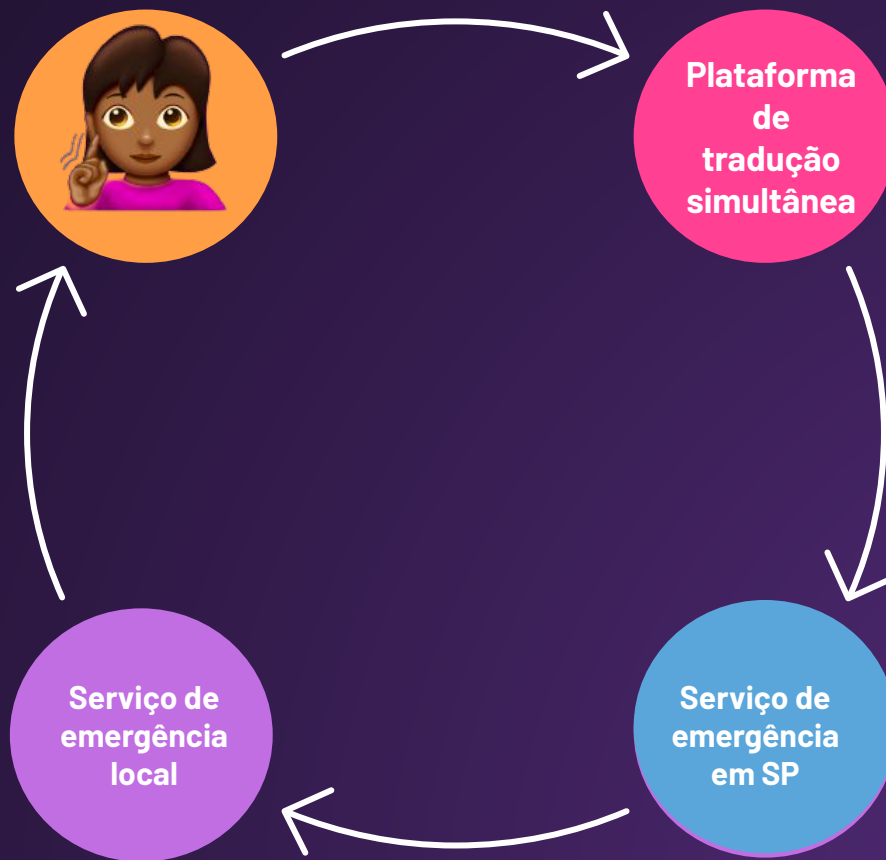 Plataforma
de
tradução
simultânea
Serviço de
emergência
local
Serviço de
emergência
em SP